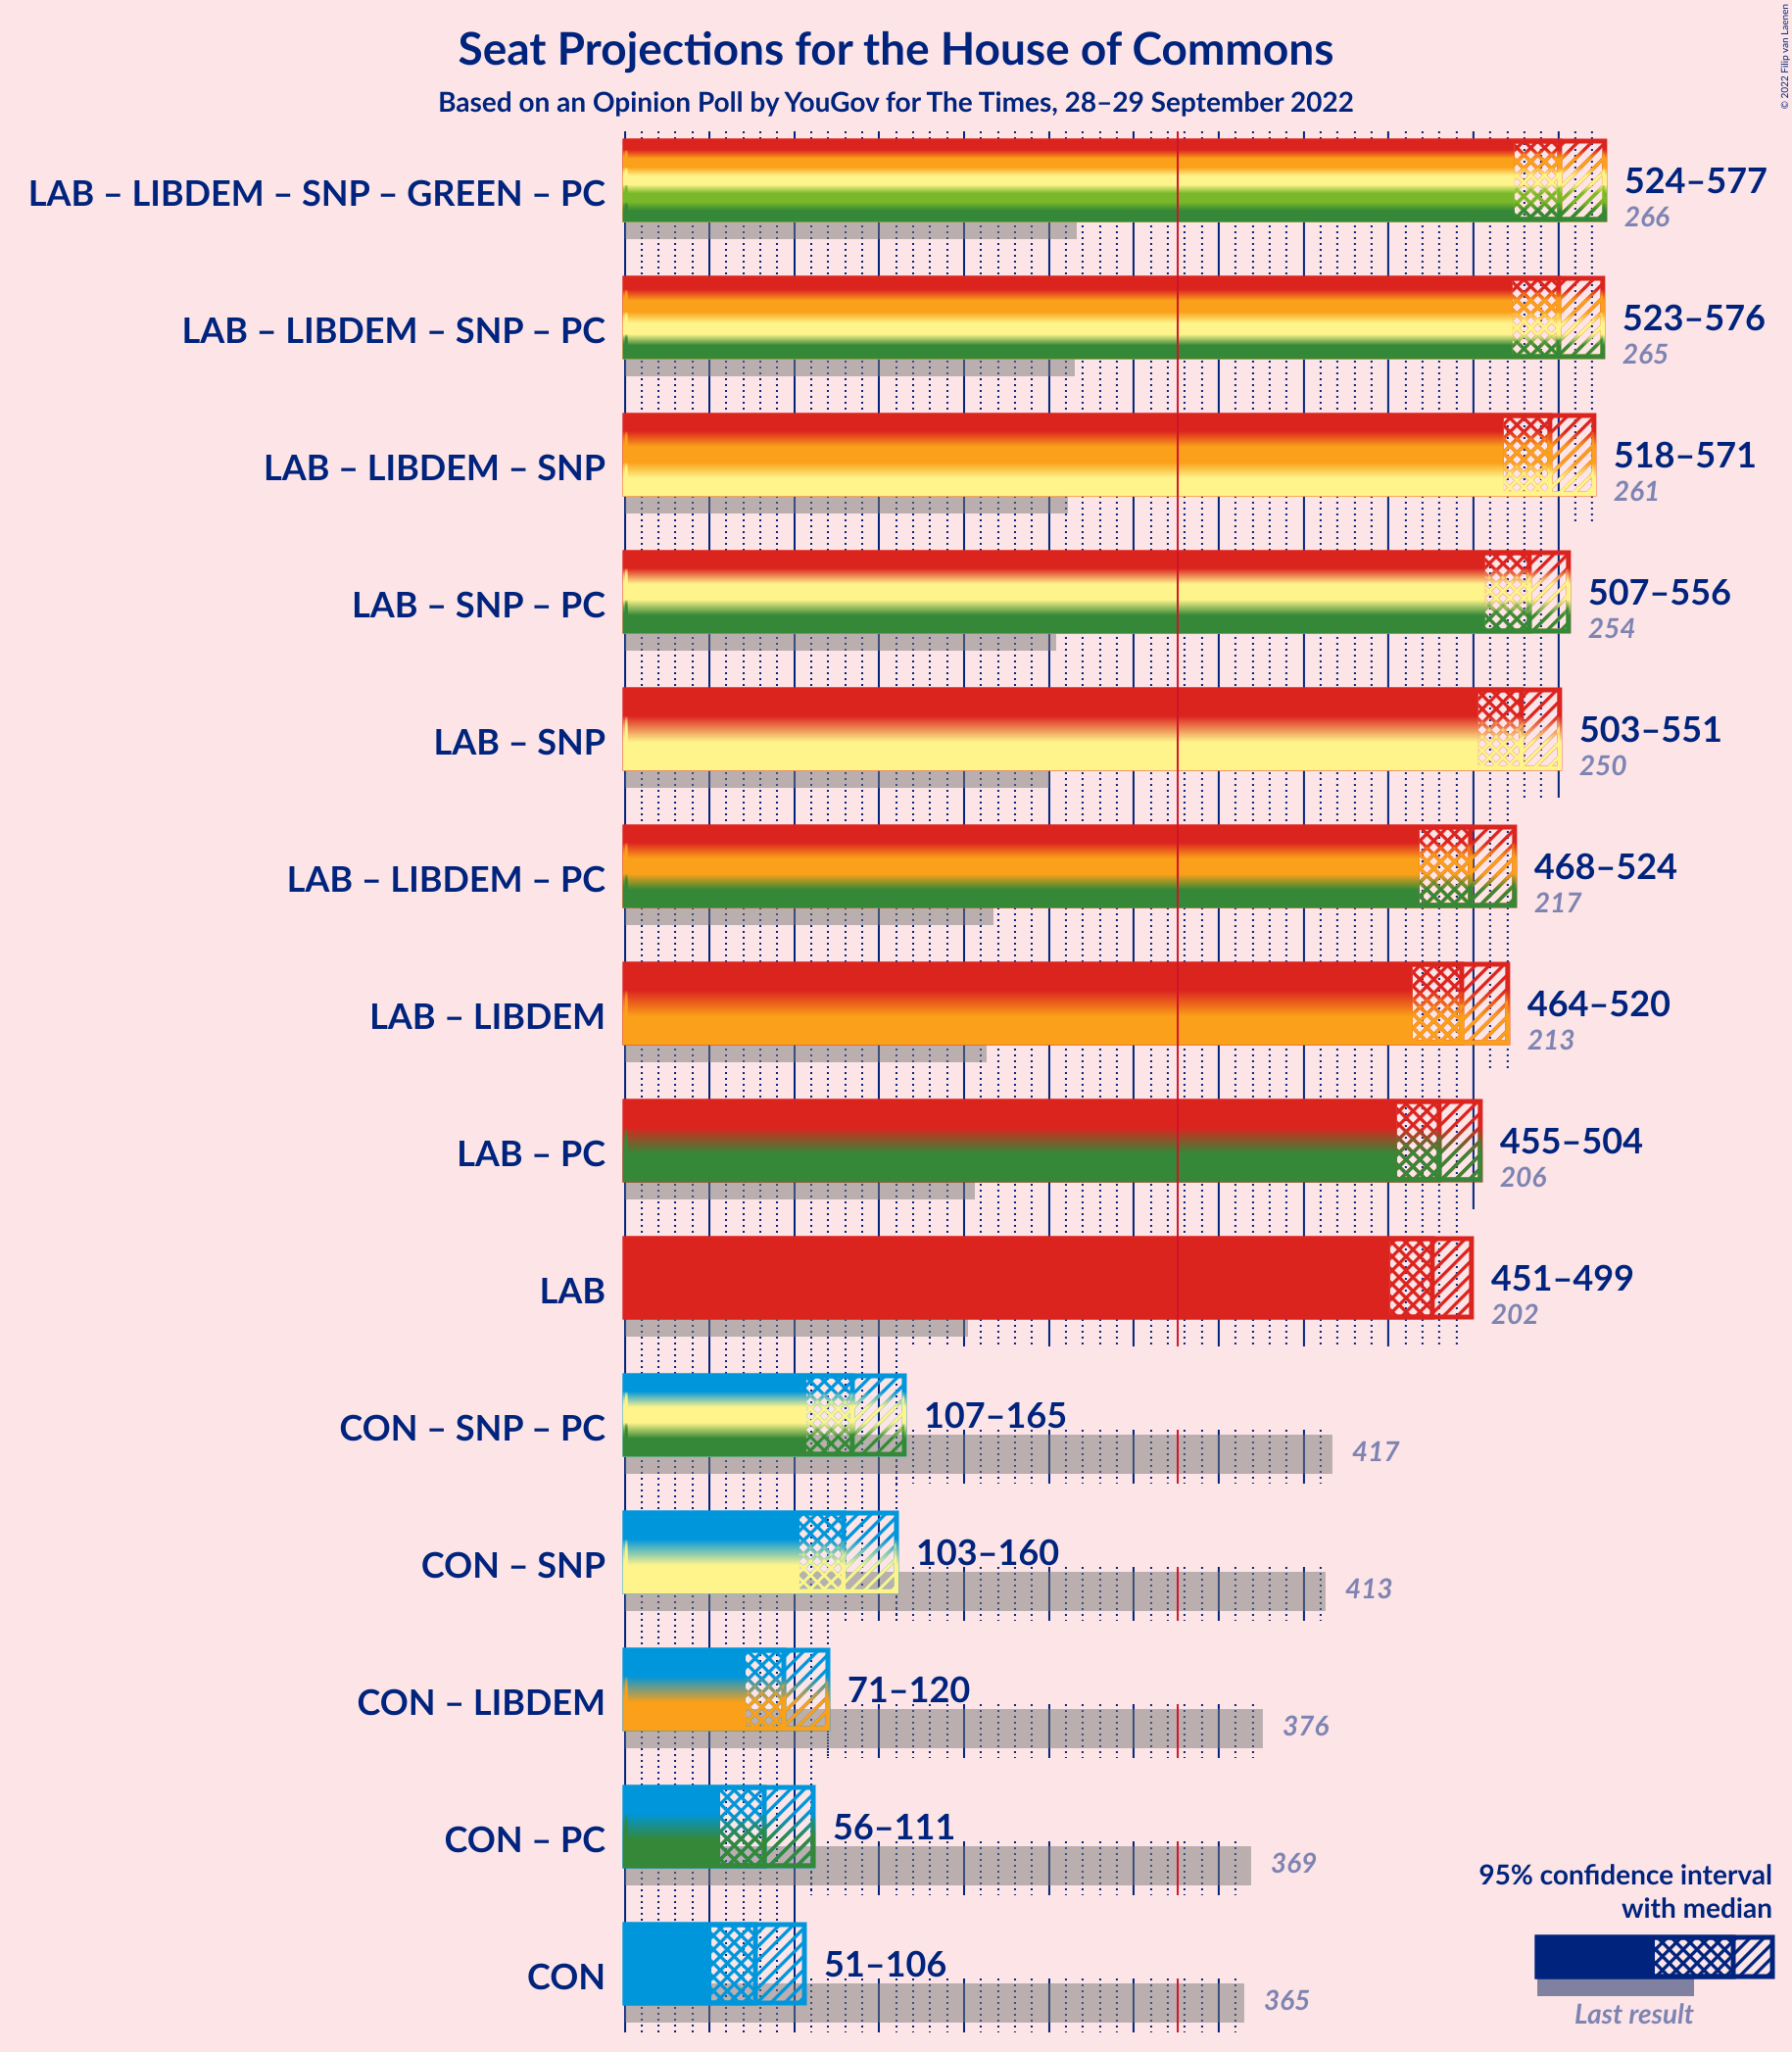 © 2022 Filip van Laenen
Seat Projections for the House of Commons
Based on an Opinion Poll by YouGov for The Times, 28–29 September 2022
LAB – LIBDEM – SNP – GREEN – PC
524–577
266
LAB – LIBDEM – SNP – PC
523–576
265
LAB – LIBDEM – SNP
518–571
261
LAB – SNP – PC
507–556
254
LAB – SNP
503–551
250
LAB – LIBDEM – PC
468–524
217
LAB – LIBDEM
464–520
213
LAB – PC
455–504
206
LAB
451–499
202
CON – SNP – PC
107–165
417
CON – SNP
103–160
413
CON – LIBDEM
71–120
376
CON – PC
56–111
369
CON
51–106
365
95% confidence interval
with median
Last result